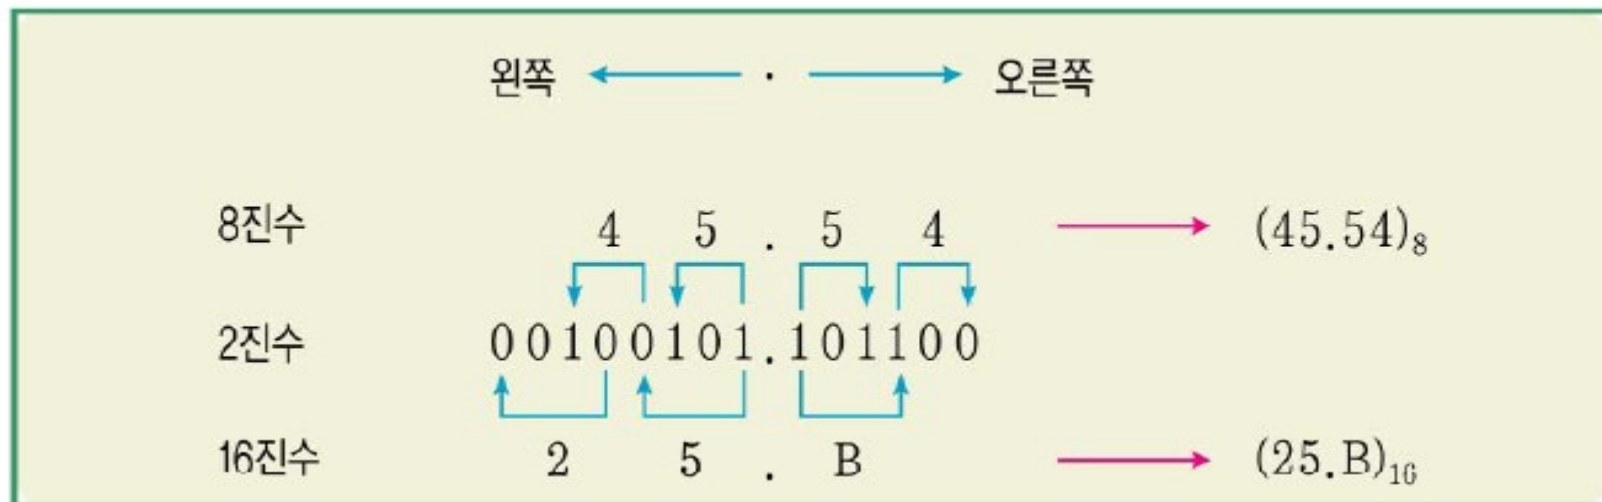 왼쪽 · 오른쪽
8진수 4 5 . 5 4 (45.54)₈
2진수 00100101.101100
16진수 2 5 . B (25.B)₁₆